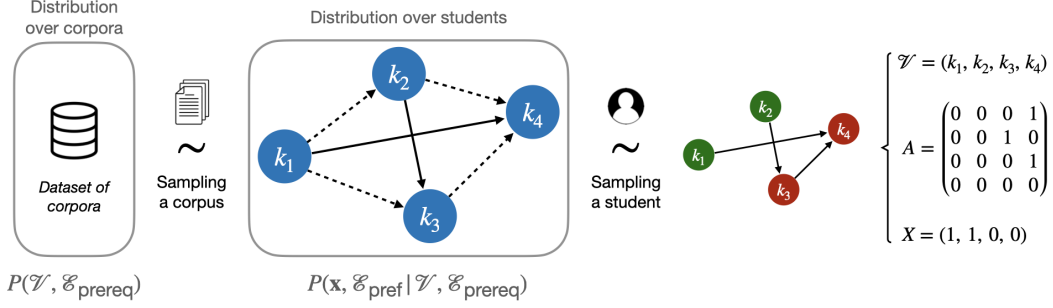 Distribution
over corpora
Dataset of
corpora
P(𝒱, ℰprereq)
~
Sampling
a corpus
Distribution over students
k1
k2
k3
k4
P(x, ℰpref | 𝒱, ℰprereq)
~
Sampling
a student
k1
k2
k3
k4
𝒱 = (k1, k2, k3, k4)
A = (0 0 0 1
0 0 1 0
0 0 0 1
0 0 0 0)
X = (1, 1, 0, 0)